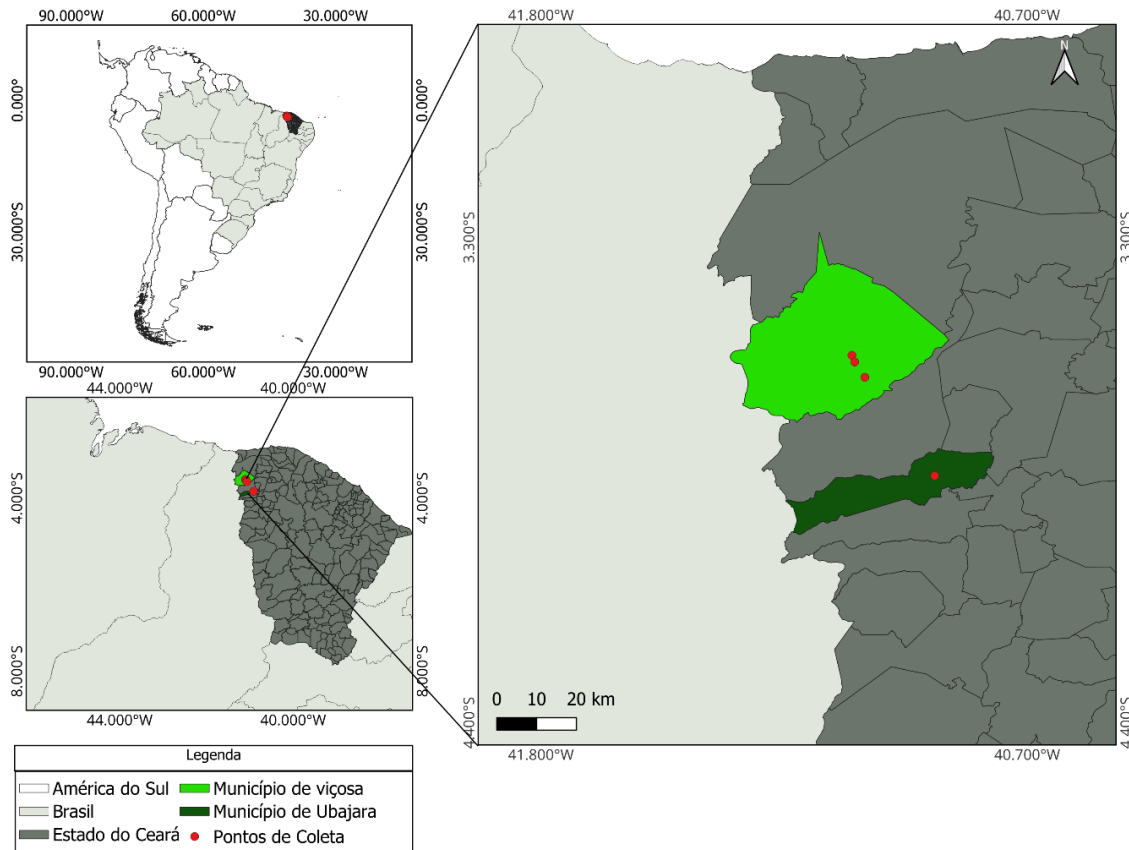 90.000°W 60.000°W 30.000°W
0.000° 0.000°
30.000°S 30.000°S
90.000°W 60.000°W 30.000°W
44.000°W 40.000°W
4.000°S 4.000°S
8.000°S 8.000°S
44.000°W 40.000°W
41.800°W 40.700°W
N
3.300°S 3.300°S
0 10 20 km
4.400°S 4.400°S
41.800°W 40.700°W
Legenda
América do Sul Município de viçosa
Brasil Município de Ubajara
Estado do Ceará Pontos de Coleta